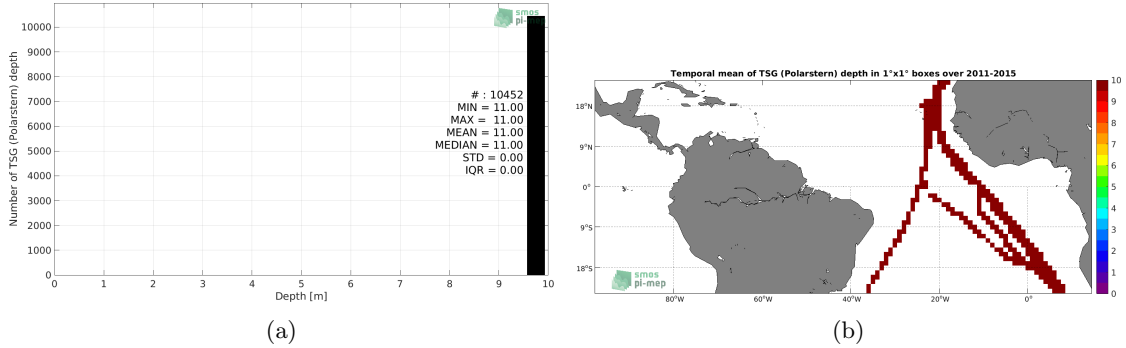 smos
pi-mep
10000
9000
8000
7000
6000
5000
4000
3000
2000
1000
0
Number of TSG (Polarstern) depth
# : 10452
MIN = 11.00
MAX = 11.00
MEAN = 11.00
MEDIAN = 11.00
STD = 0.00
IQR = 0.00
0 1 2 3 4 5 6 7 8 9 10
Depth [m]
(a)
Temporal mean of TSG (Polarstern) depth in 1°x1° boxes over 2011-2015
18°N
9°N
0°
9°S
18°S
80°W 60°W 40°W 20°W 0°
smos
pi-mep
10
9
8
7
6
5
4
3
2
1
0
(b)